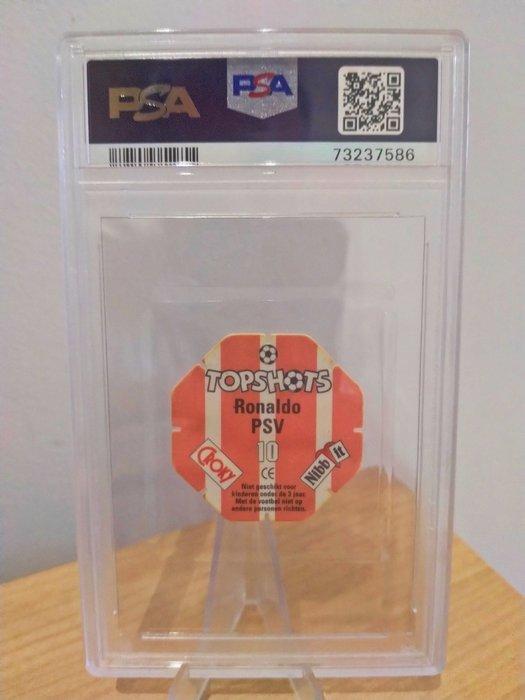 PSA
PSA
73237586
TOPSHOTS
Ronaldo
PSV
10
CROKY
Nibb it
CE
Niet geschikt voor
kinderen onder de 3 jaar.
Met de voetbal niet op
andere personen richten.